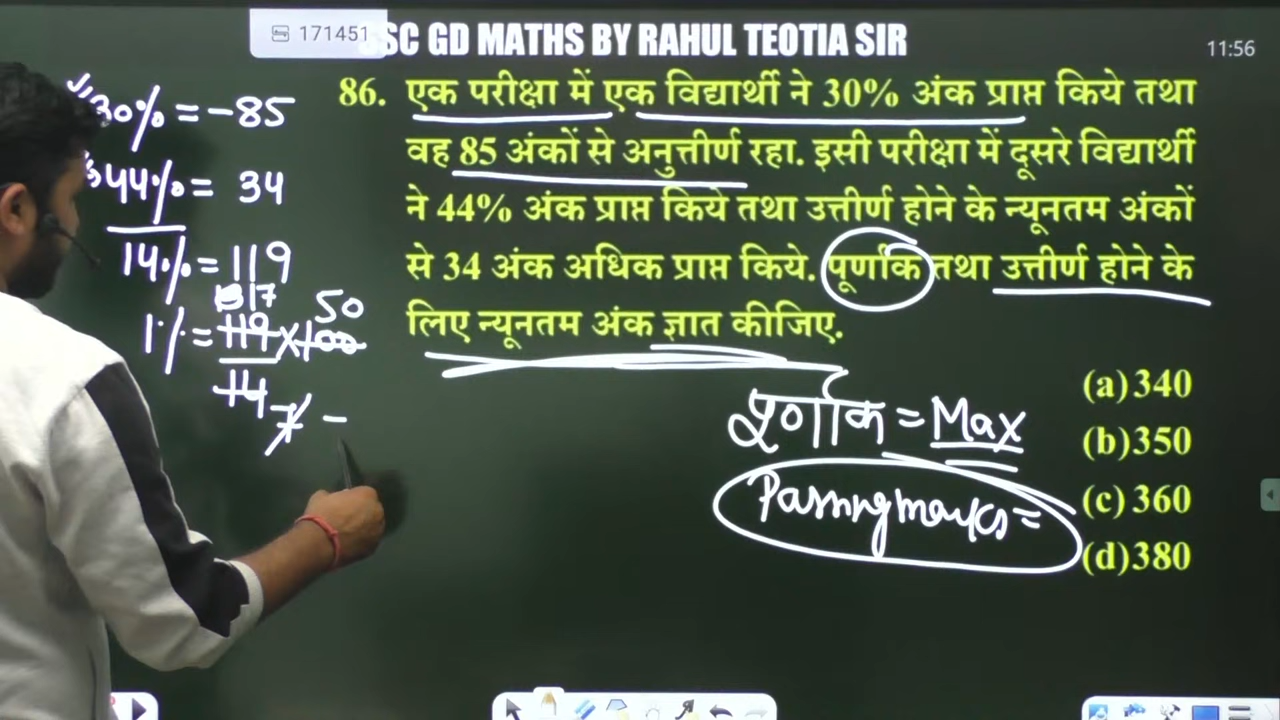 171451
SSC GD MATHS BY RAHUL TEOTIA SIR
11:56
86. एक परीक्षा में एक विद्यार्थी ने 30% अंक प्राप्त किये तथा
वह 85 अंकों से अनुत्तीर्ण रहा. इसी परीक्षा में दूसरे विद्यार्थी
ने 44% अंक प्राप्त किये तथा उत्तीर्ण होने के न्यूनतम अंकों
से 34 अंक अधिक प्राप्त किये. पूर्णांक तथा उत्तीर्ण होने के
लिए न्यूनतम अंक ज्ञात कीजिए.
(a) 340
(b) 350
(c) 360
(d) 380
30% = -85
44% = 34
14% = 119
17 50
1% = 119 x 100
14
7
पूर्णांक = Max
Passing marks =